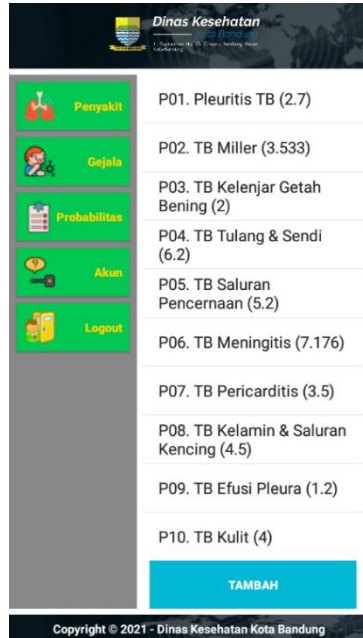 Dinas Kesehatan
Kota Bandung
Penyakit
Gejala
Probabilitas
Akun
Logout
P01. Pleuritis TB (2.7)
P02. TB Miller (3.533)
P03. TB Kelenjar Getah
Bening (2)
P04. TB Tulang & Sendi
(6.2)
P05. TB Saluran
Pencernaan (5.2)
P06. TB Meningitis (7.176)
P07. TB Pericarditis (3.5)
P08. TB Kelamin & Saluran
Kencing (4.5)
P09. TB Efusi Pleura (1.2)
P10. TB Kulit (4)
TAMBAH
Copyright © 2021 - Dinas Kesehatan Kota Bandung